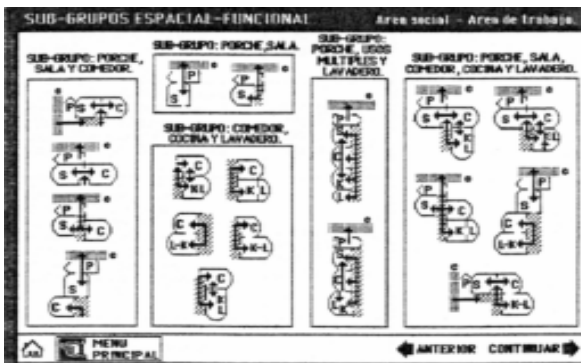 SUB-GRUPOS ESPACIAL-FUNCIONAL
Area social - Area de trabajo.
SUB-GRUPO: PORCHE,
SALA Y COMEDOR.
P S C
e
P
S C
e
P
S C
e
P
S
C
SUB-GRUPO: PORCHE, SALA.
e
P
S
e
P
S
SUB-GRUPO: COMEDOR,
COCINA Y LAVADERO.
C
K-L
C
K-L
C
L-K
C
K-L
C
K
L
SUB-GRUPO:
PORCHE, USOS
MULTIPLES Y
LAVADERO.
e
P
L
e
P
L
SUB-GRUPO: PORCHE, SALA,
COMEDOR, COCINA Y LAVADERO.
e
P
S C
K
L
e
P
S C
K
L
e
P
S C
K-L
e
P
S
C
L-K
e
P S C
K-L
MENU
PRINCIPAL
ANTERIOR CONTINUAR